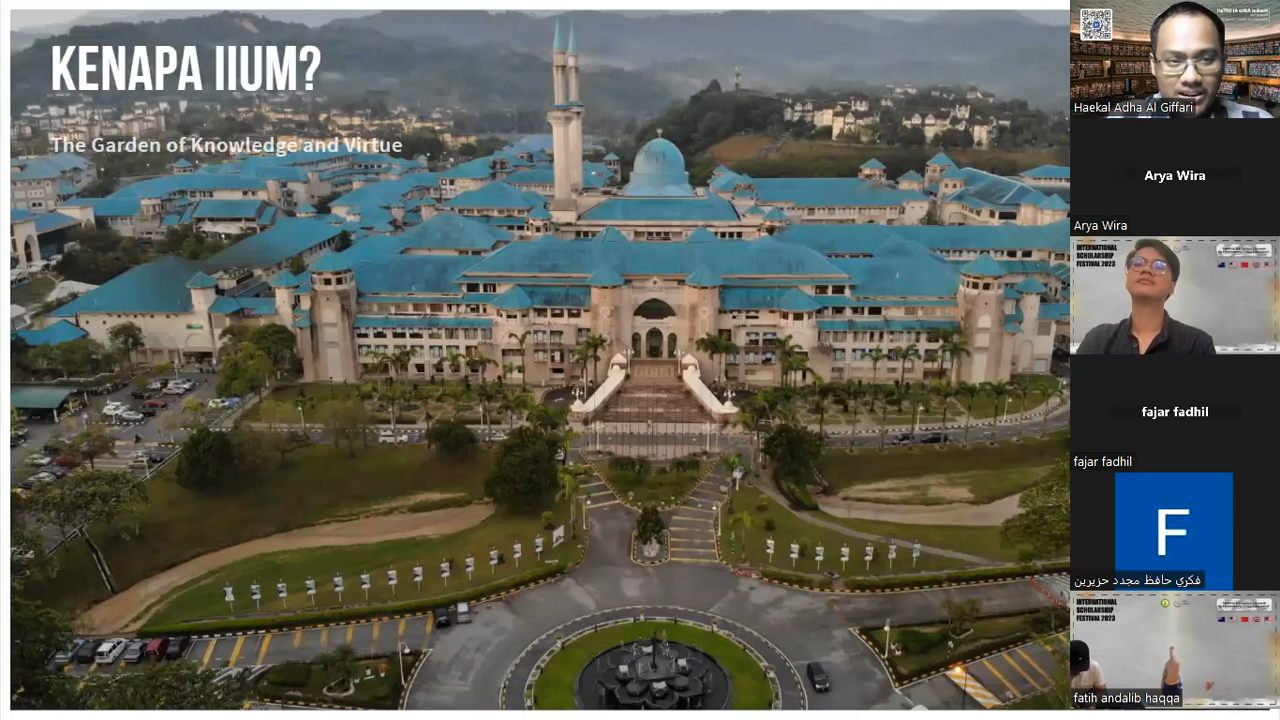 KENAPA IIUM?
The Garden of Knowledge and Virtue
Haekal Adha Al Giffari
Arya Wira
Arya Wira
INTERNATIONAL
SCHOLARSHIP
FESTIVAL 2023
fajar fadhil
fajar fadhil
F
فكري حافظ مجدد حزيرين
INTERNATIONAL
SCHOLARSHIP
FESTIVAL 2023
fatih andalib haqqa